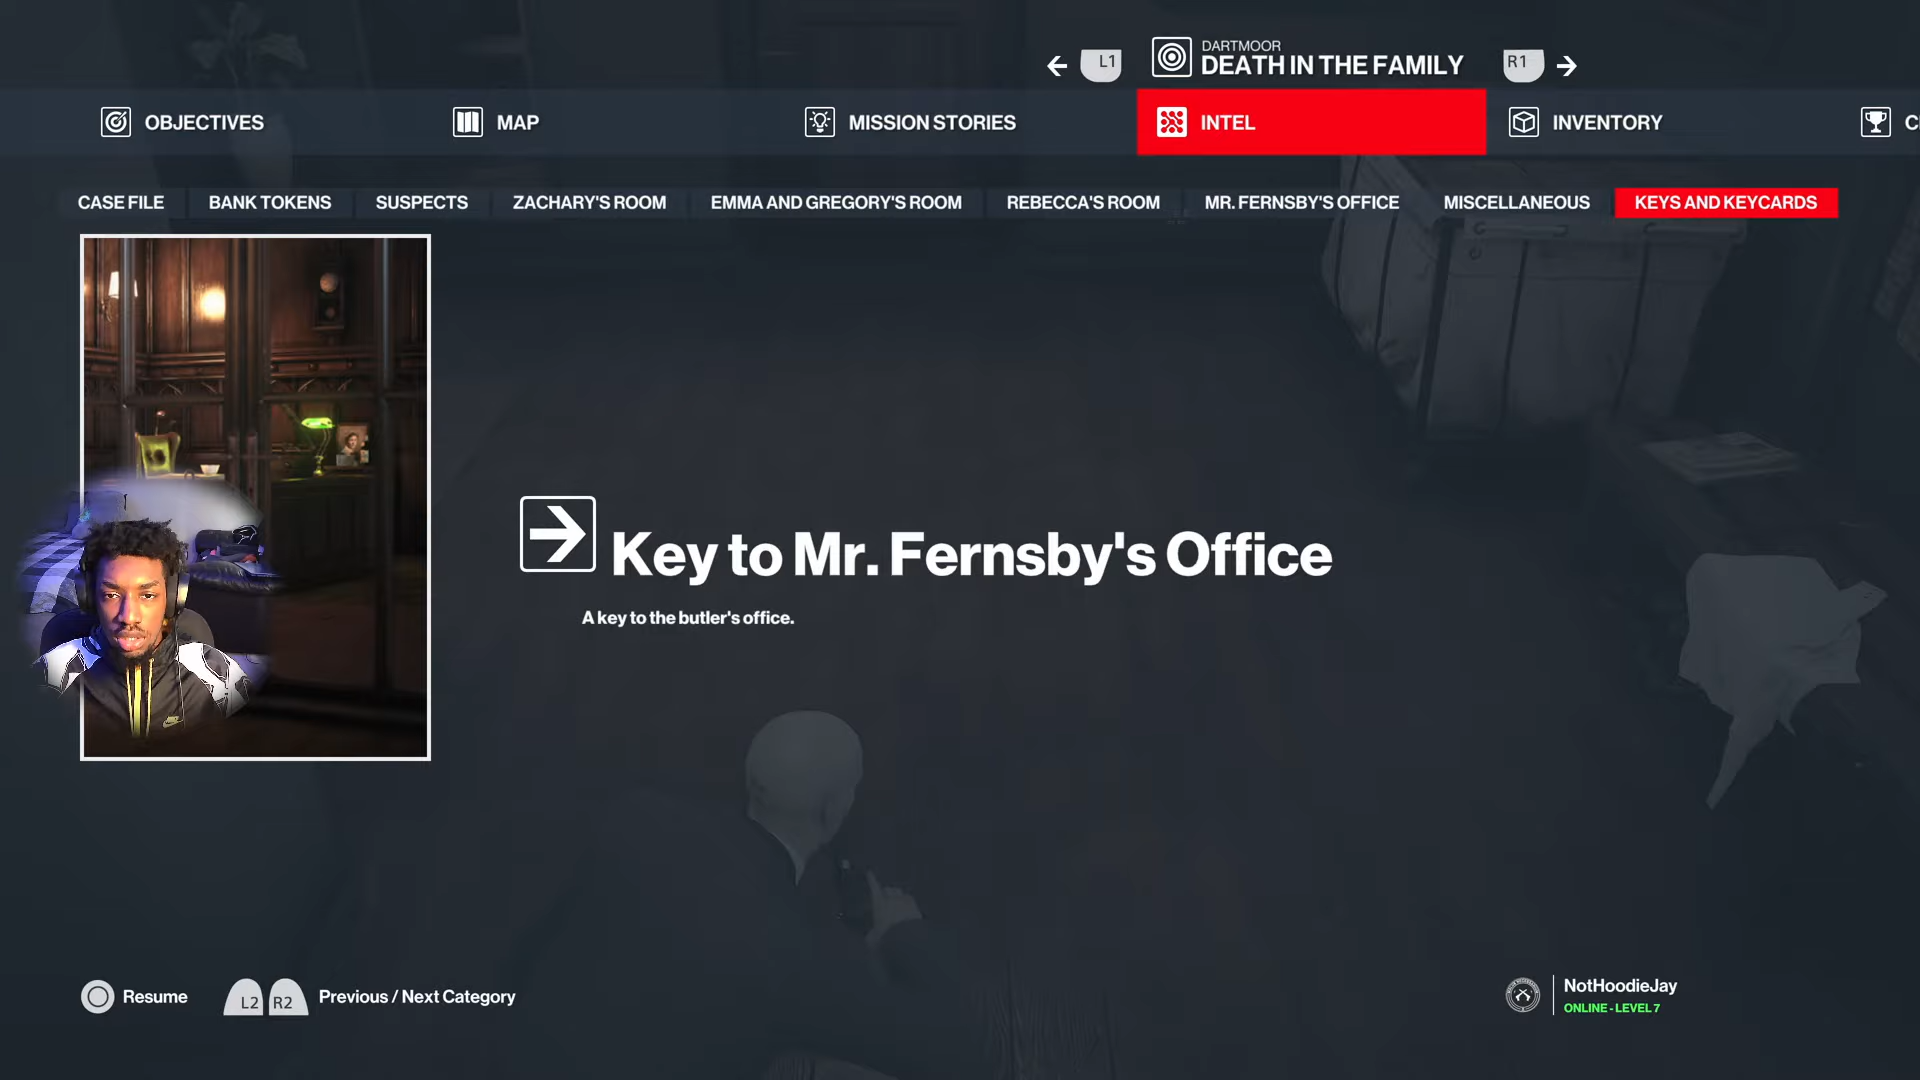 L1
DARTMOOR
DEATH IN THE FAMILY
R1
OBJECTIVES
MAP
MISSION STORIES
INTEL
INVENTORY
CASE FILE
BANK TOKENS
SUSPECTS
ZACHARY'S ROOM
EMMA AND GREGORY'S ROOM
REBECCA'S ROOM
MR. FERNSBY'S OFFICE
MISCELLANEOUS
KEYS AND KEYCARDS
Key to Mr. Fernsby's Office
A key to the butler's office.
Resume
L2 R2
Previous / Next Category
NotHoodieJay
ONLINE - LEVEL 7